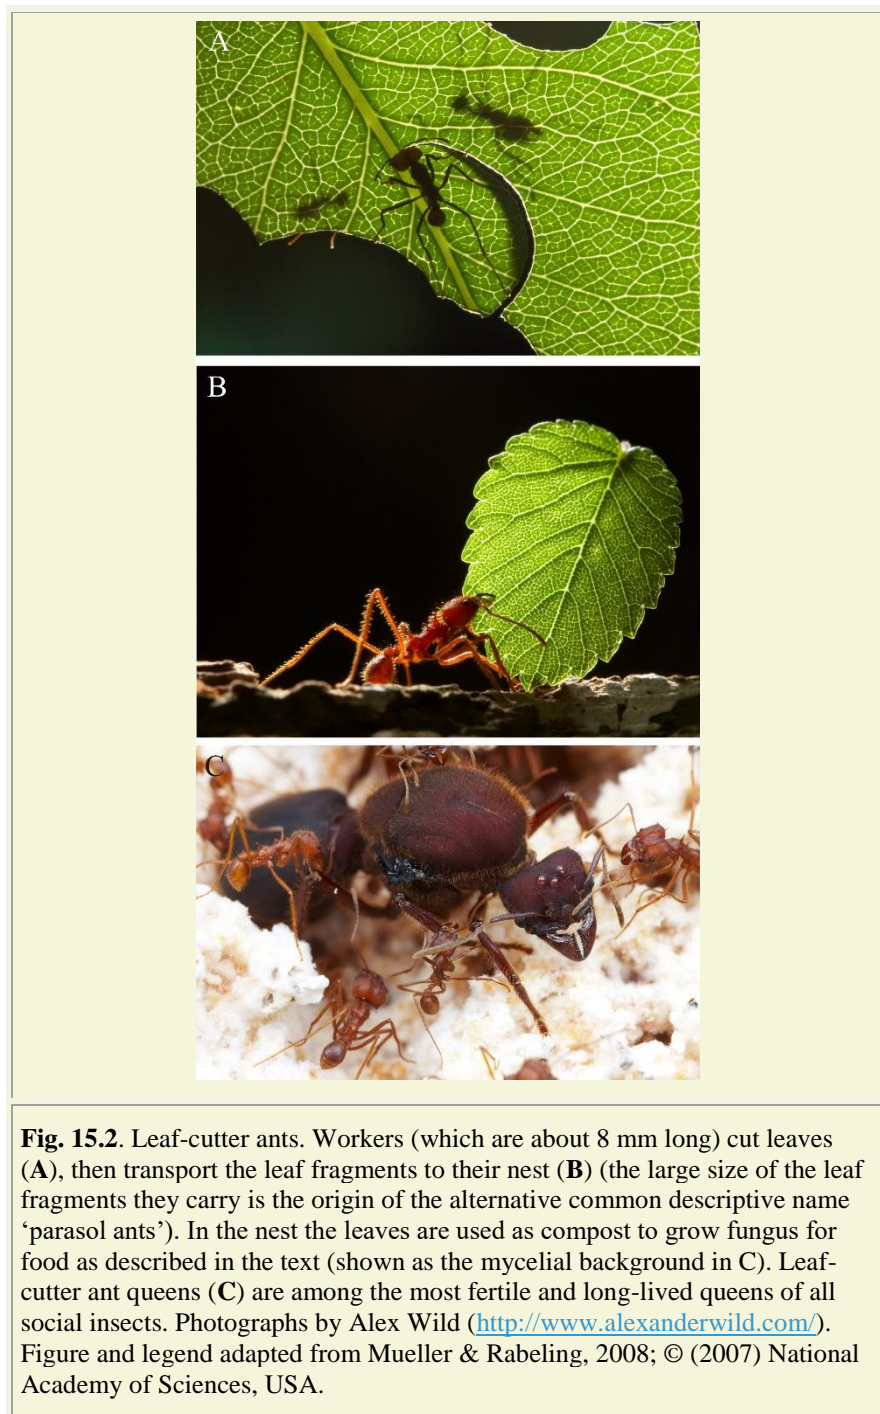 A
B
C
Fig. 15.2. Leaf-cutter ants. Workers (which are about 8 mm long) cut leaves
(A), then transport the leaf fragments to their nest (B) (the large size of the leaf
fragments they carry is the origin of the alternative common descriptive name
‘parasol ants’). In the nest the leaves are used as compost to grow fungus for
food as described in the text (shown as the mycelial background in C). Leaf-
cutter ant queens (C) are among the most fertile and long-lived queens of all
social insects. Photographs by Alex Wild (http://www.alexanderwild.com/).
Figure and legend adapted from Mueller & Rabeling, 2008; © (2007) National
Academy of Sciences, USA.